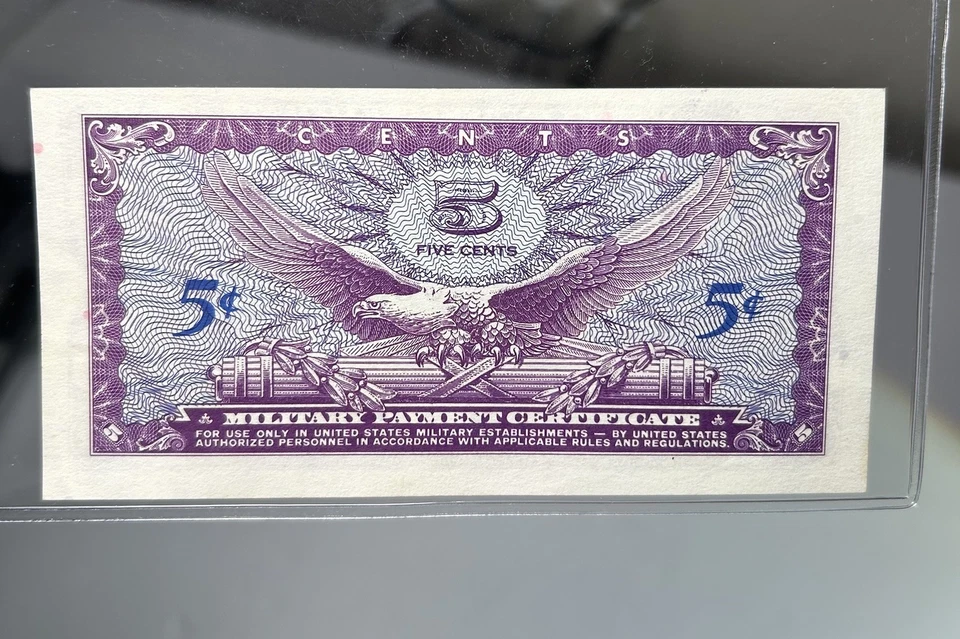 CENTS
5
FIVE CENTS
5¢ 5¢
MILITARY PAYMENT CERTIFICATE
5 5
FOR USE ONLY IN UNITED STATES MILITARY ESTABLISHMENTS — BY UNITED STATES
AUTHORIZED PERSONNEL IN ACCORDANCE WITH APPLICABLE RULES AND REGULATIONS.